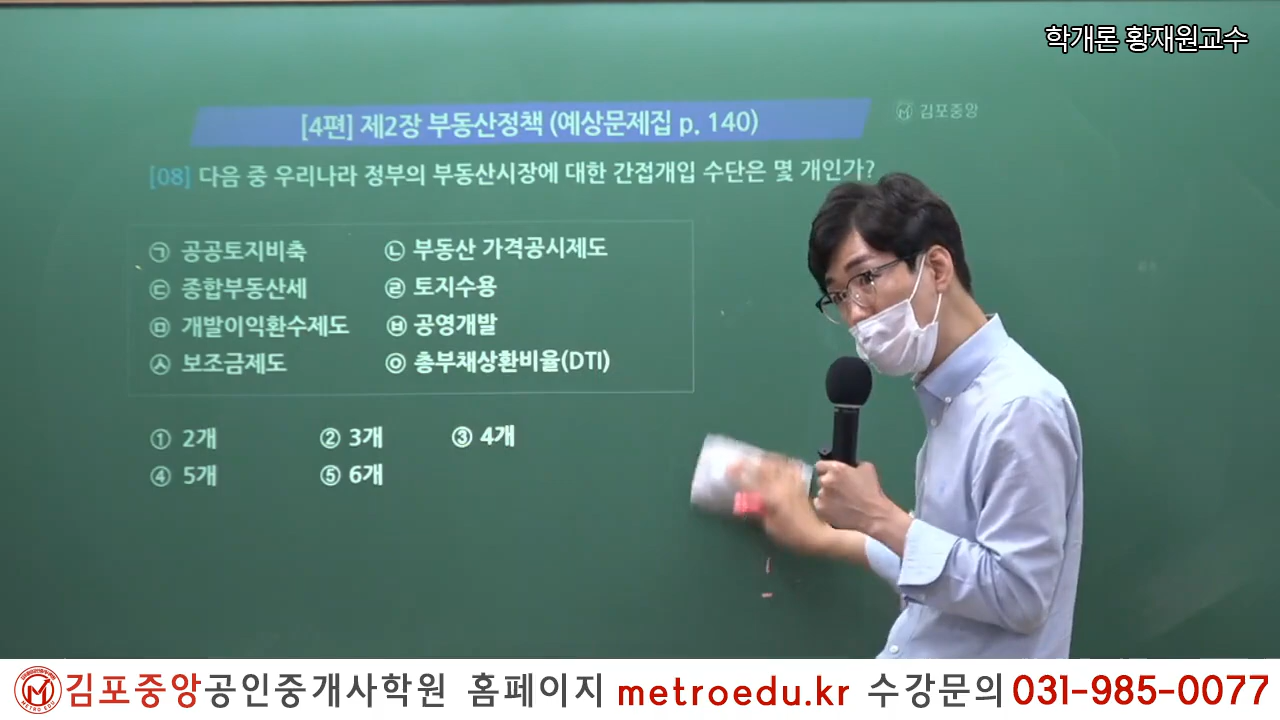 학개론 황재원교수
[4편] 제2장 부동산정책 (예상문제집 p. 140)
김포중앙
[08] 다음 중 우리나라 정부의 부동산시장에 대한 간접개입 수단은 몇 개인가?
㉠ 공공토지비축 ㉡ 부동산 가격공시제도
㉢ 종합부동산세 ㉣ 토지수용
㉤ 개발이익환수제도 ㉥ 공영개발
㉦ 보조금제도 ㉧ 총부채상환비율(DTI)
① 2개 ② 3개 ③ 4개
④ 5개 ⑤ 6개
METRO EDU 김포중앙공인중개사학원 홈페이지 metroedu.kr 수강문의 031-985-0077